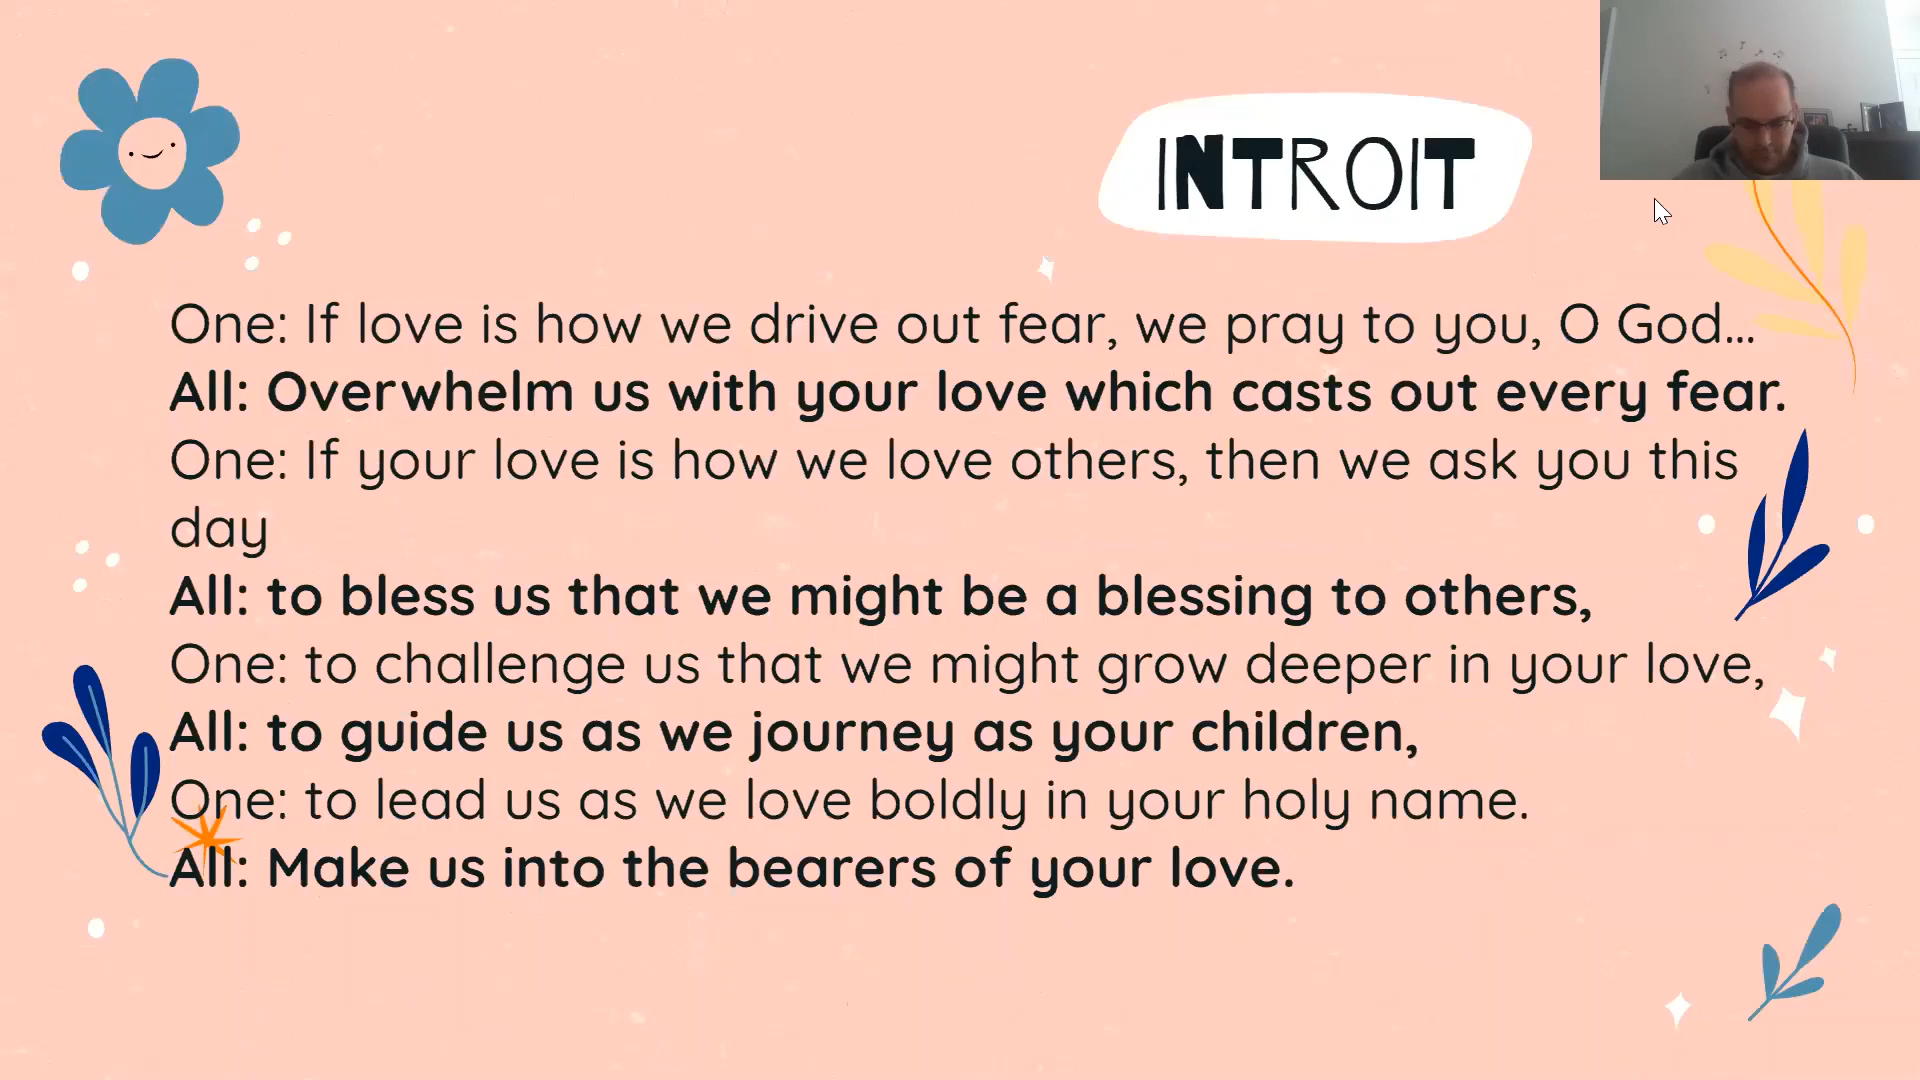 INTROIT
One: If love is how we drive out fear, we pray to you, O God...
All: Overwhelm us with your love which casts out every fear.
One: If your love is how we love others, then we ask you this
day
All: to bless us that we might be a blessing to others,
One: to challenge us that we might grow deeper in your love,
All: to guide us as we journey as your children,
One: to lead us as we love boldly in your holy name.
All: Make us into the bearers of your love.